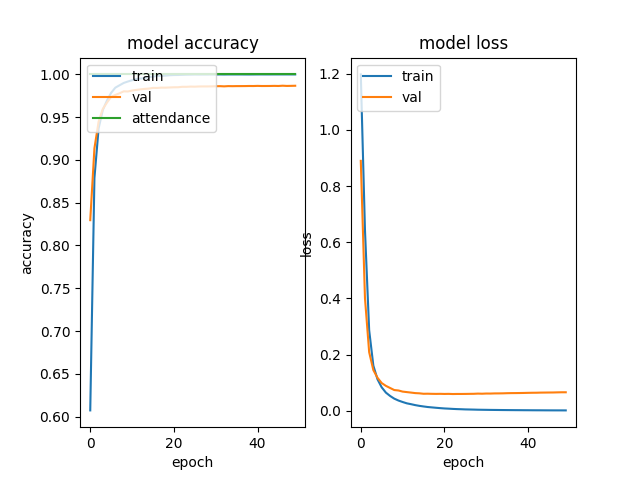 model accuracy
1.00
0.95
0.90
0.85
0.80
0.75
0.70
0.65
0.60
accuracy
train
val
attendance
0
20
40
epoch
model loss
1.2
1.0
0.8
0.6
0.4
0.2
0.0
loss
train
val
0
20
40
epoch